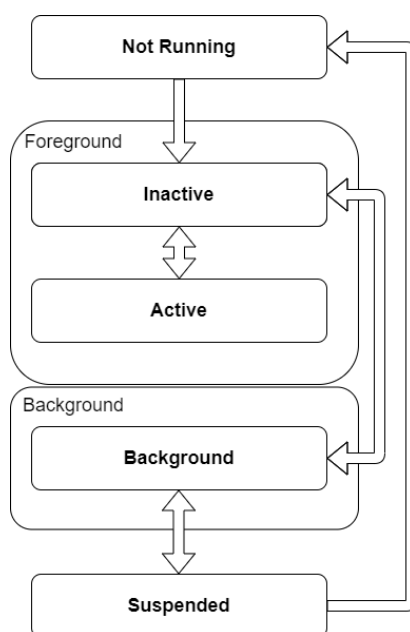 Not Running
Foreground
Inactive
Active
Background
Background
Suspended